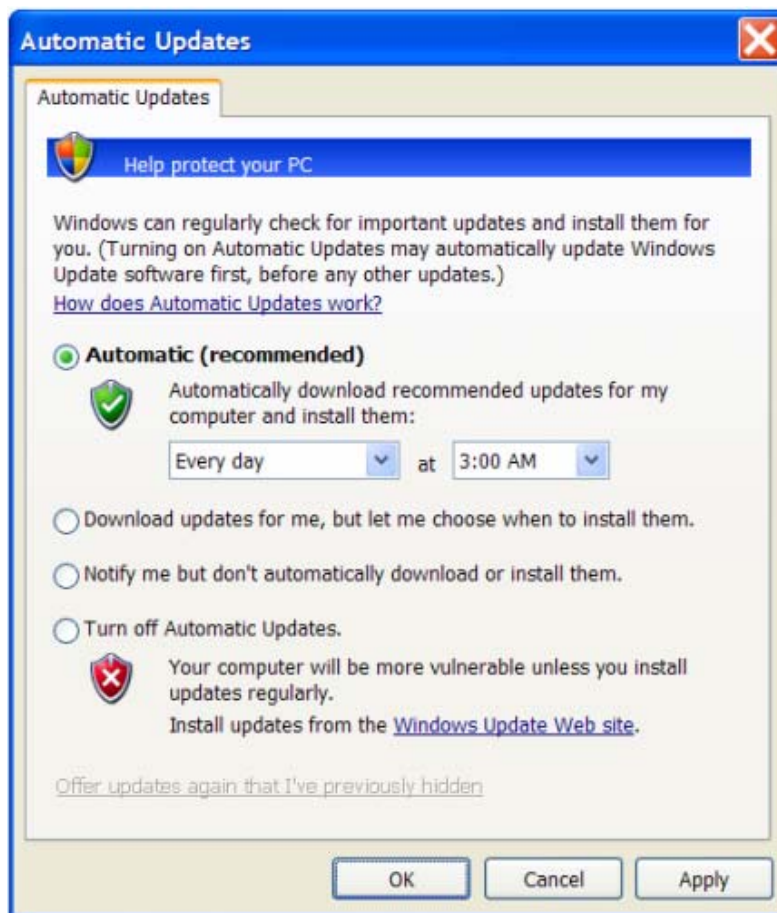 Automatic Updates
Automatic Updates
Help protect your PC
Windows can regularly check for important updates and install them for
you. (Turning on Automatic Updates may automatically update Windows
Update software first, before any other updates.)
How does Automatic Updates work?
Automatic (recommended)
Automatically download recommended updates for my
computer and install them:
Every day at 3:00 AM
Download updates for me, but let me choose when to install them.
Notify me but don't automatically download or install them.
Turn off Automatic Updates.
Your computer will be more vulnerable unless you install
updates regularly.
Install updates from the Windows Update Web site.
Offer updates again that I've previously hidden
OK Cancel Apply